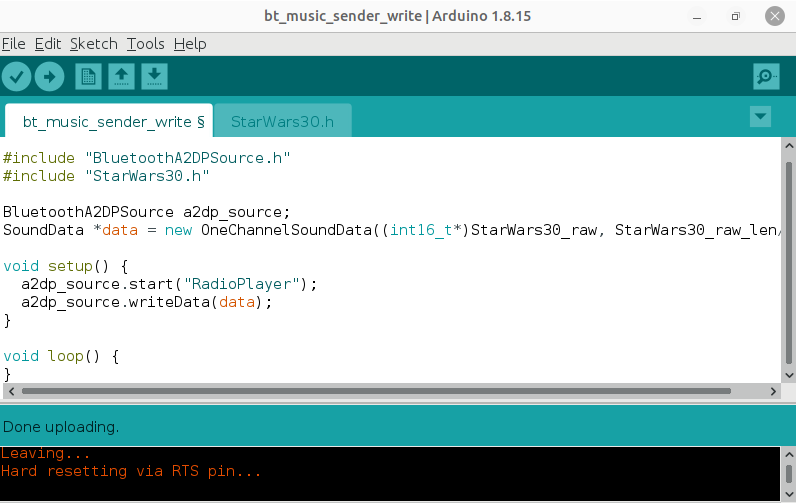 bt_music_sender_write | Arduino 1.8.15
File Edit Sketch Tools Help
bt_music_sender_write § StarWars30.h
#include "BluetoothA2DPSource.h"
#include "StarWars30.h"
BluetoothA2DPSource a2dp_source;
SoundData *data = new OneChannelSoundData((int16_t*)StarWars30_raw, StarWars30_raw_len/
void setup() {
a2dp_source.start("RadioPlayer");
a2dp_source.writeData(data);
}
void loop() {
}
Done uploading.
Leaving...
Hard resetting via RTS pin...